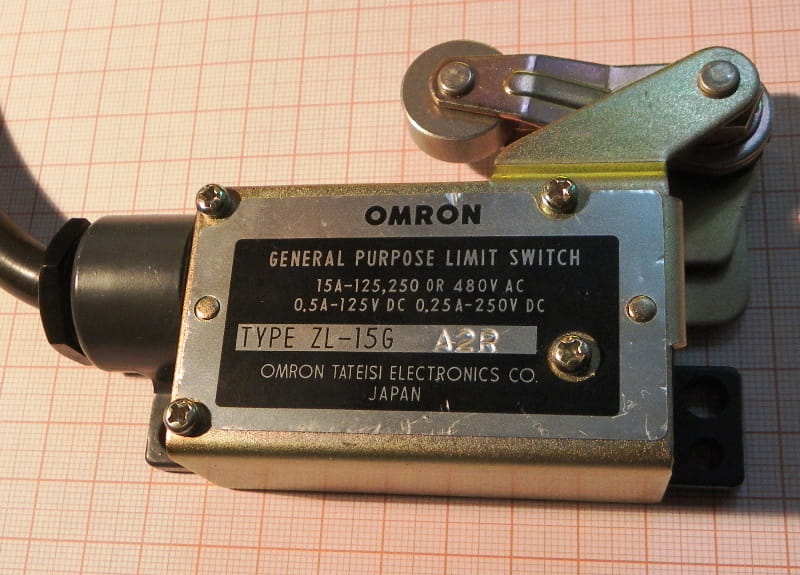 OMRON
GENERAL PURPOSE LIMIT SWITCH
15A-125,250 OR 480V AC
0.5A-125V DC 0.25A-250V DC
TYPE ZL-15G A2R
OMRON TATEISI ELECTRONICS CO.
JAPAN